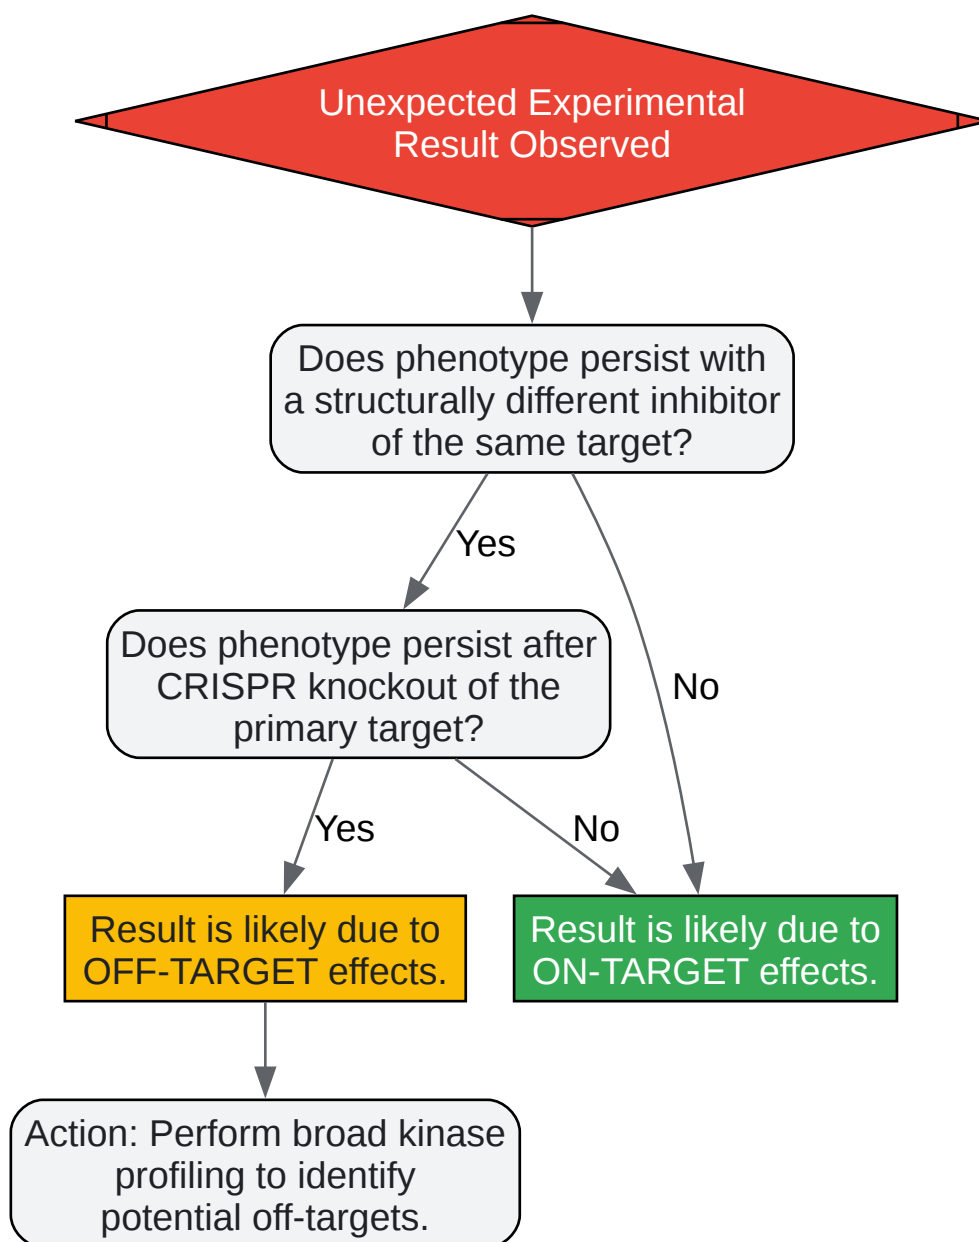 Unexpected Experimental
Result Observed
Does phenotype persist with
a structurally different inhibitor
of the same target?
Yes
No
Does phenotype persist after
CRISPR knockout of the
primary target?
Yes
No
Result is likely due to
OFF-TARGET effects.
Result is likely due to
ON-TARGET effects.
Action: Perform broad kinase
profiling to identify
potential off-targets.